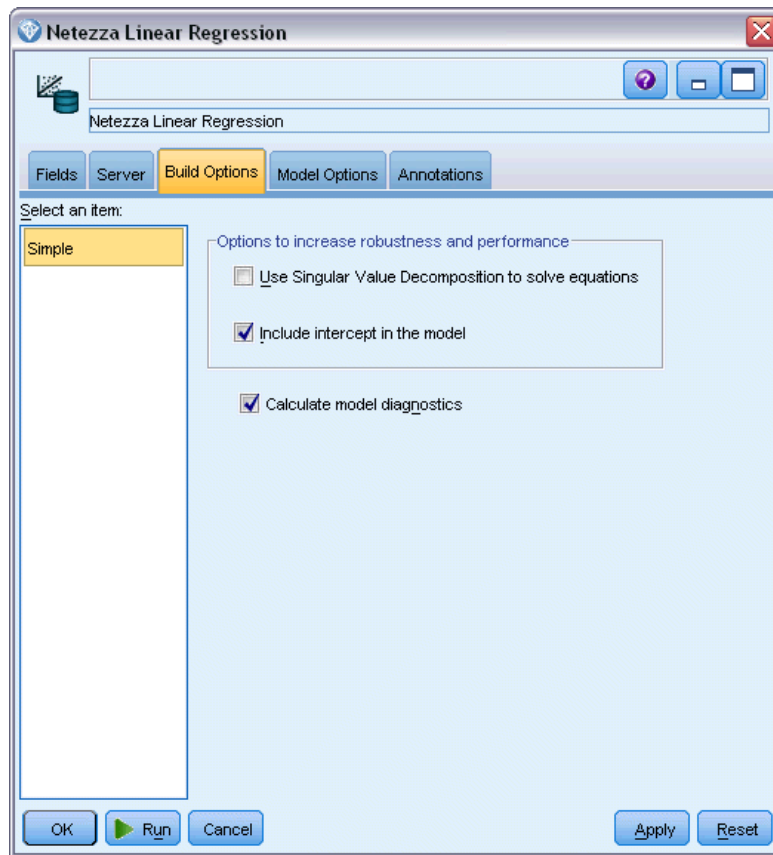 Netezza Linear Regression
Netezza Linear Regression
Fields Server Build Options Model Options Annotations
Select an item:
Simple
Options to increase robustness and performance
Use Singular Value Decomposition to solve equations
Include intercept in the model
Calculate model diagnostics
OK Run Cancel Apply Reset